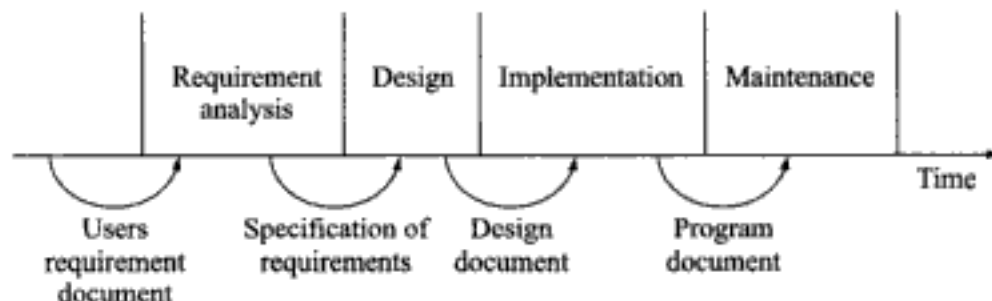 Requirement
analysis
Design
Implementation
Maintenance
Time
Users
requirement
document
Specification of
requirements
Design
document
Program
document